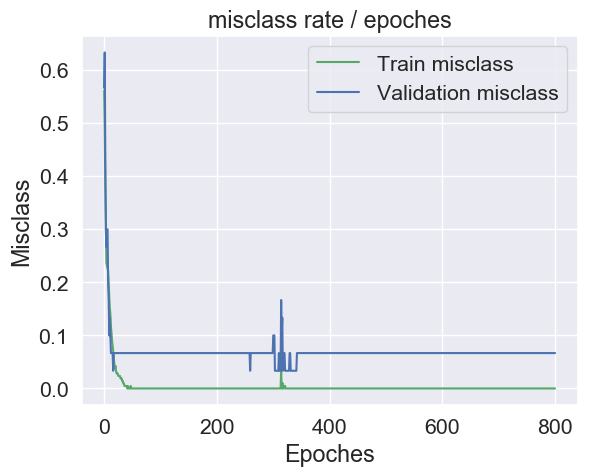 misclass rate / epoches
Train misclass
Validation misclass
0.6
0.5
0.4
0.3
0.2
0.1
0.0
Misclass
0 200 400 600 800
Epoches